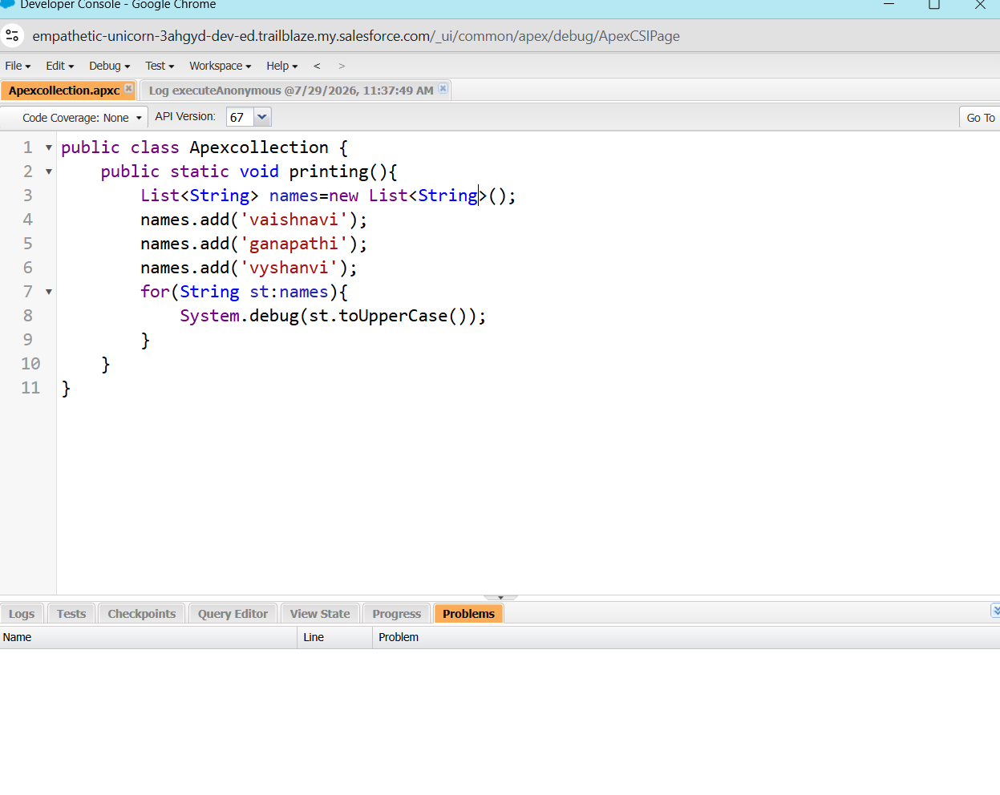 Developer Console - Google Chrome
empathetic-unicorn-3ahgyd-dev-ed.trailblaze.my.salesforce.com/_ui/common/apex/debug/ApexCSIPage
File Edit Debug Test Workspace Help < >
Apexcollection.apxc Log executeAnonymous @7/29/2026, 11:37:49 AM
Code Coverage: None API Version: 67 Go To
1 public class Apexcollection {
2     public static void printing(){
3         List<String> names=new List<String>();
4         names.add('vaishnavi');
5         names.add('ganapathi');
6         names.add('vyshanvi');
7         for(String st:names){
8             System.debug(st.toUpperCase());
9         }
10     }
11 }
Logs Tests Checkpoints Query Editor View State Progress Problems
Name Line Problem